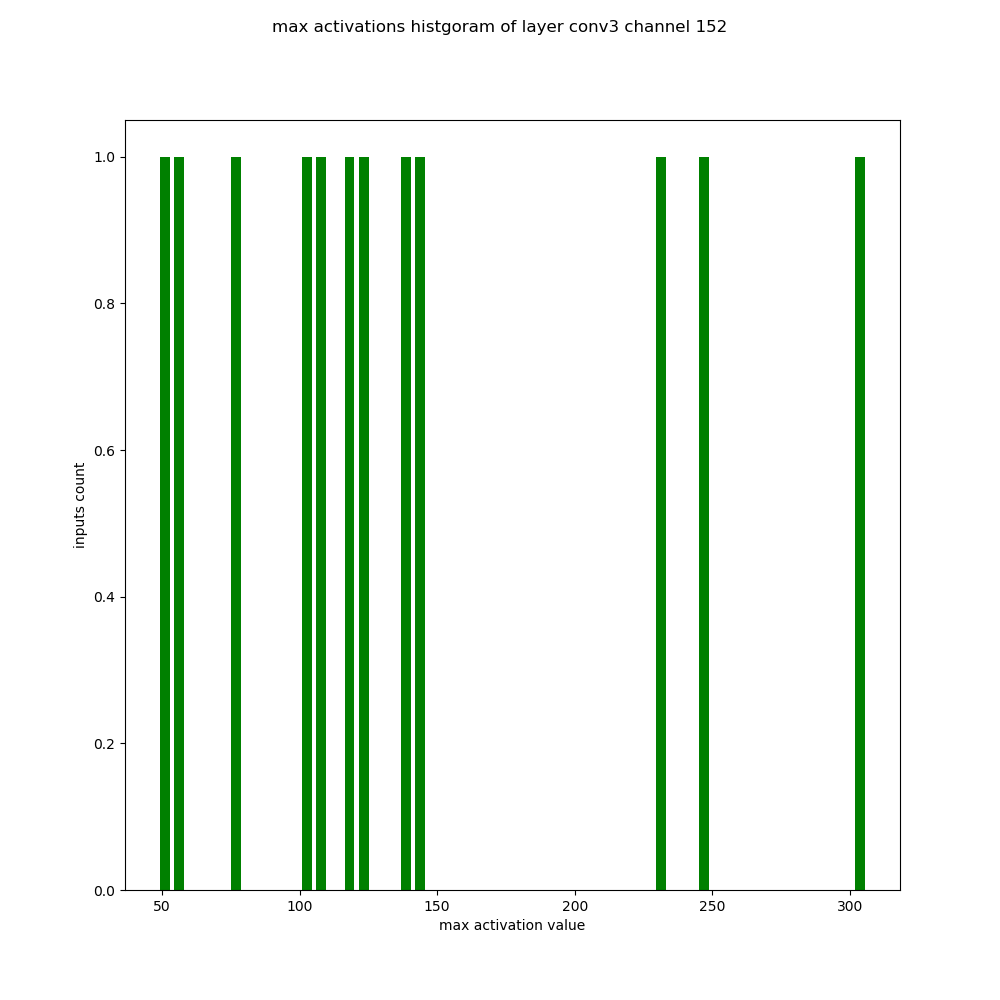 max activations histgoram of layer conv3 channel 152
1.0
0.8
0.6
0.4
0.2
0.0
inputs count
50 100 150 200 250 300
max activation value